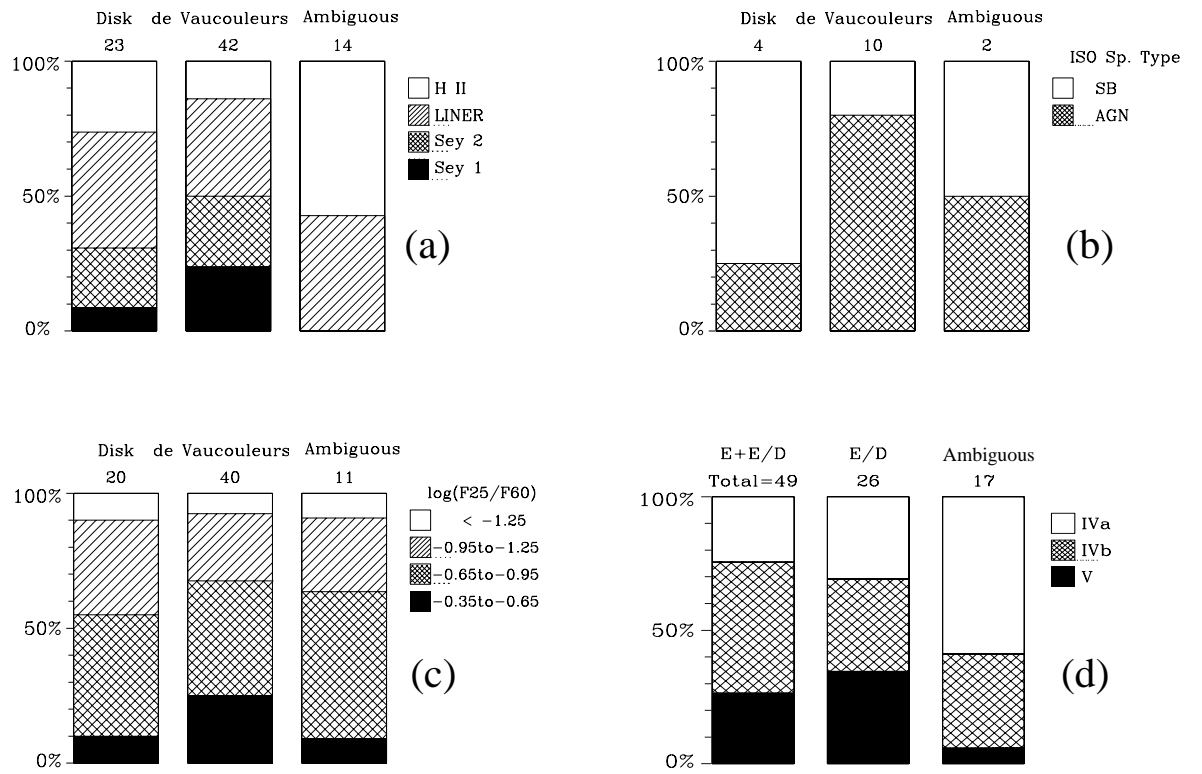 Disk de Vaucouleurs Ambiguous
23 42 14
100%
50%
0%
H II
LINER
Sey 2
Sey 1
(a)
Disk de Vaucouleurs Ambiguous
4 10 2
100%
50%
0%
ISO Sp. Type
SB
AGN
(b)
Disk de Vaucouleurs Ambiguous
20 40 11
100%
50%
0%
log(F25/F60)
< -1.25
-0.95to-1.25
-0.65to-0.95
-0.35to-0.65
(c)
E+E/D E/D Ambiguous
Total=49 26 17
100%
50%
0%
IVa
IVb
V
(d)